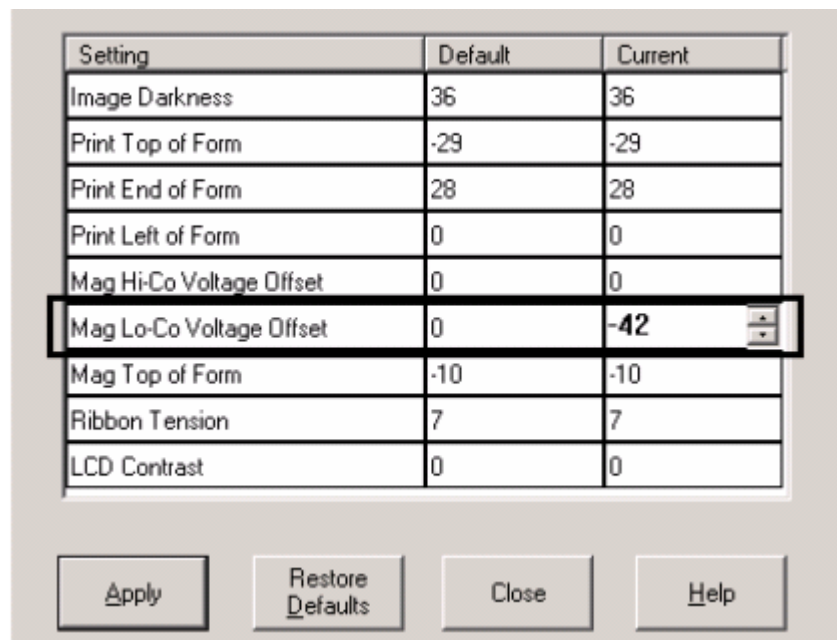 Setting Default Current
Image Darkness 36 36
Print Top of Form -29 -29
Print End of Form 28 28
Print Left of Form 0 0
Mag Hi-Co Voltage Offset 0 0
Mag Lo-Co Voltage Offset 0 -42
Mag Top of Form -10 -10
Ribbon Tension 7 7
LCD Contrast 0 0
Apply Restore Defaults Close Help